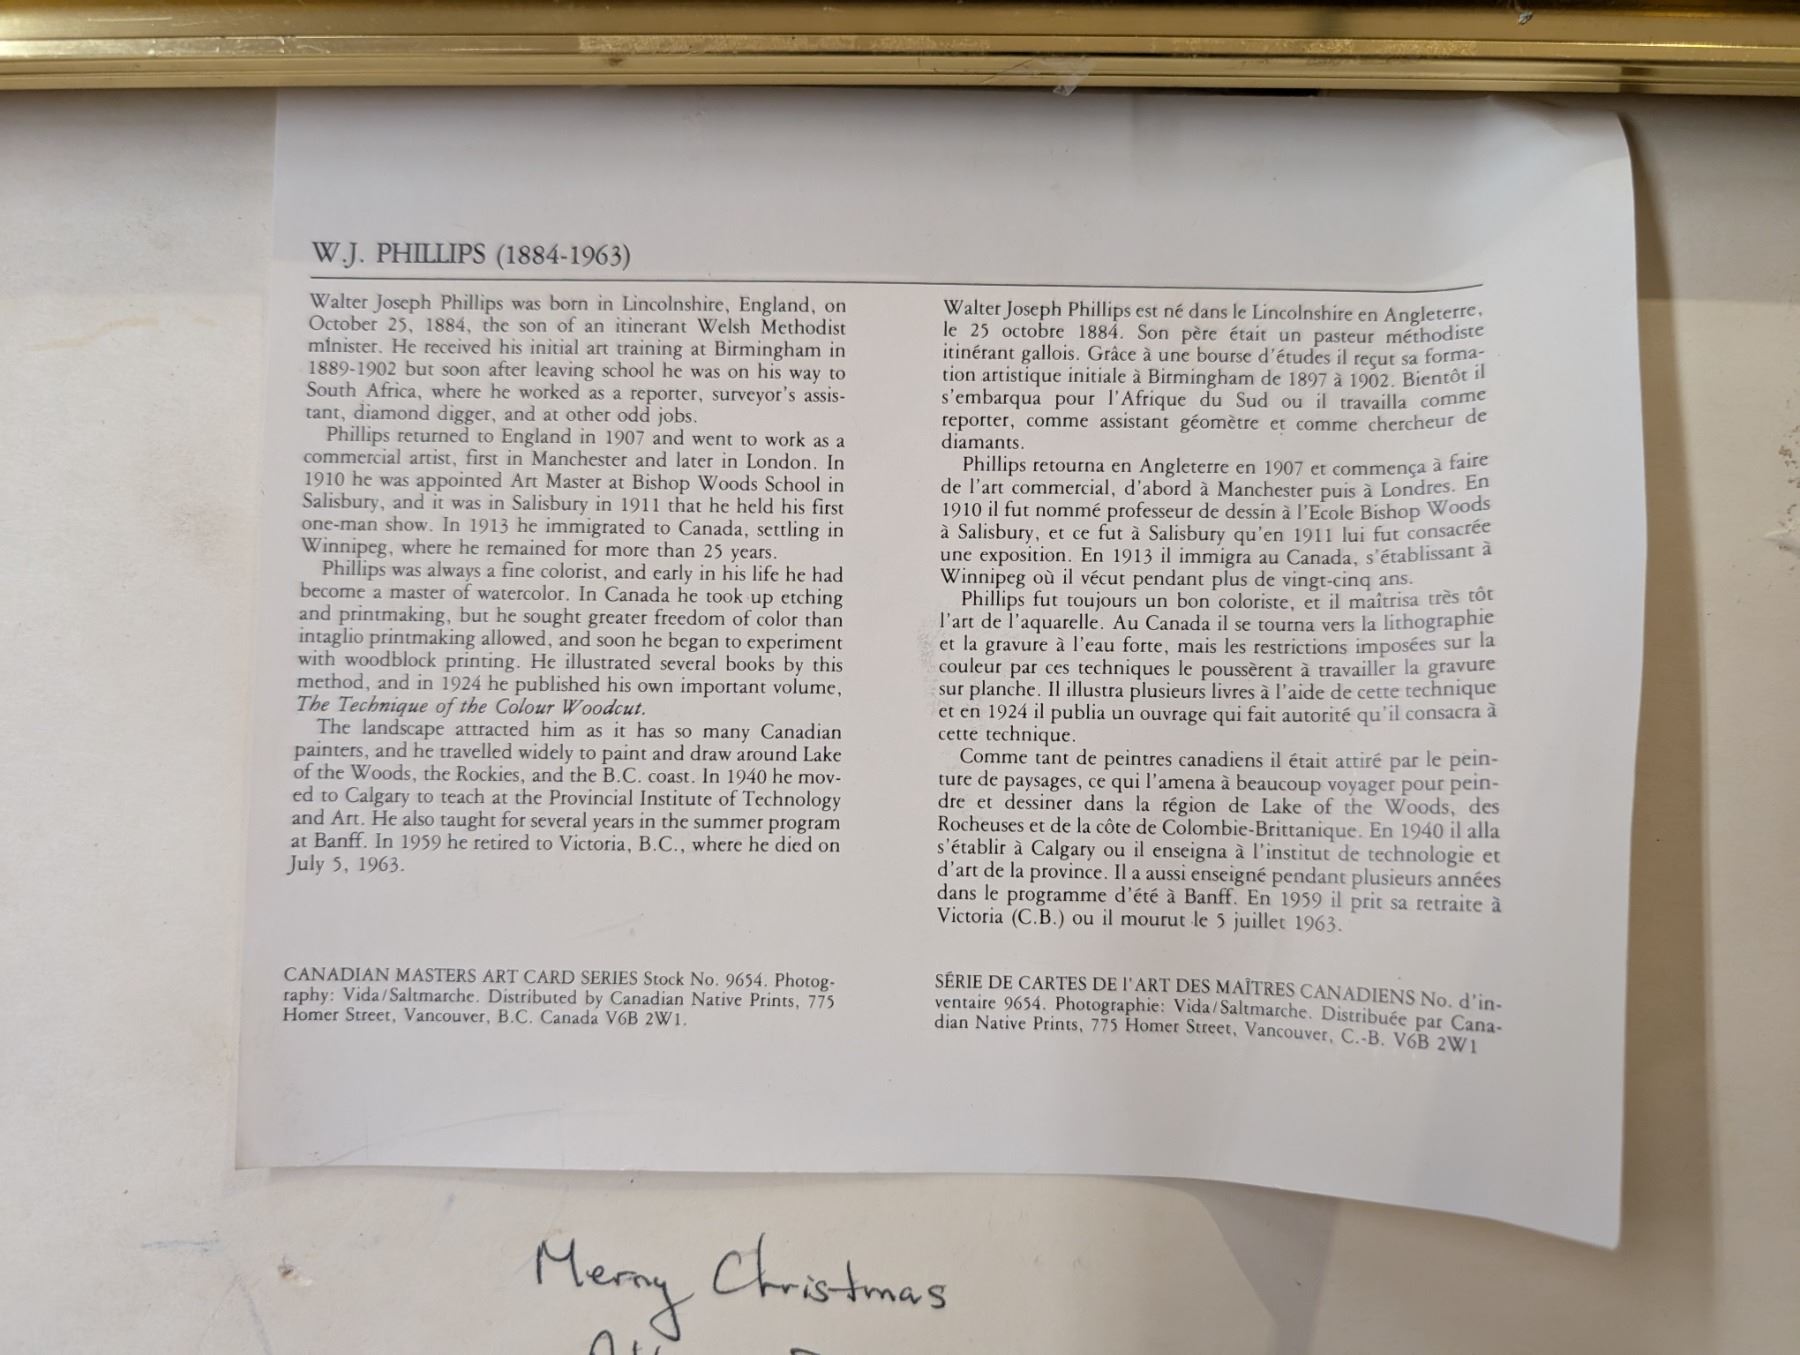 W.J. PHILLIPS (1884-1963)
Walter Joseph Phillips was born in Lincolnshire, England, on
October 25, 1884, the son of an itinerant Welsh Methodist
minister. He received his initial art training at Birmingham in
1889-1902 but soon after leaving school he was on his way to
South Africa, where he worked as a reporter, surveyor's assis-
tant, diamond digger, and at other odd jobs.
Phillips returned to England in 1907 and went to work as a
commercial artist, first in Manchester and later in London. In
1910 he was appointed Art Master at Bishop Woods School in
Salisbury, and it was in Salisbury in 1911 that he held his first
one-man show. In 1913 he immigrated to Canada, settling in
Winnipeg, where he remained for more than 25 years.
Phillips was always a fine colorist, and early in his life he had
become a master of watercolor. In Canada he took up etching
and printmaking, but he sought greater freedom of color than
intaglio printmaking allowed, and soon he began to experiment
with woodblock printing. He illustrated several books by this
method, and in 1924 he published his own important volume,
The Technique of the Colour Woodcut.
The landscape attracted him as it has so many Canadian
painters, and he travelled widely to paint and draw around Lake
of the Woods, the Rockies, and the B.C. coast. In 1940 he mov-
ed to Calgary to teach at the Provincial Institute of Technology
and Art. He also taught for several years in the summer program
at Banff. In 1959 he retired to Victoria, B.C., where he died on
July 5, 1963.
CANADIAN MASTERS ART CARD SERIES Stock No. 9654. Photog-
raphy: Vida/Saltmarche. Distributed by Canadian Native Prints, 775
Homer Street, Vancouver, B.C. Canada V6B 2W1.
Walter Joseph Phillips est né dans le Lincolnshire en Angleterre,
le 25 octobre 1884. Son père était un pasteur méthodiste
itinérant gallois. Grâce à une bourse d'études il reçut sa forma-
tion artistique initiale à Birmingham de 1897 à 1902. Bientôt il
s'embarqua pour l'Afrique du Sud ou il travailla comme
reporter, comme assistant géomètre et comme chercheur de
diamants.
Phillips retourna en Angleterre en 1907 et commença à faire
de l'art commercial, d'abord à Manchester puis à Londres. En
1910 il fut nommé professeur de dessin à l'Ecole Bishop Woods
à Salisbury, et ce fut à Salisbury qu'en 1911 lui fut consacrée
une exposition. En 1913 il immigra au Canada, s'établissant à
Winnipeg où il vécut pendant plus de vingt-cinq ans.
Phillips fut toujours un bon coloriste, et il maîtrisa très tôt
l'art de l'aquarelle. Au Canada il se tourna vers la lithographie
et la gravure à l'eau forte, mais les restrictions imposées sur la
couleur par ces techniques le poussèrent à travailler la gravure
sur planche. Il illustra plusieurs livres à l'aide de cette technique
et en 1924 il publia un ouvrage qui fait autorité qu'il consacra à
cette technique.
Comme tant de peintres canadiens il était attiré par le pein-
ture de paysages, ce qui l'amena à beaucoup voyager pour pein-
dre et dessiner dans la région de Lake of the Woods, des
Rocheuses et de la côte de Colombie-Brittanique. En 1940 il alla
s'établir à Calgary ou il enseigna à l'institut de technologie et
d'art de la province. Il a aussi enseigné pendant plusieurs années
dans le programme d'été à Banff. En 1959 il prit sa retraite à
Victoria (C.B.) ou il mourut le 5 juillet 1963.
SÉRIE DE CARTES DE l'ART DES MAÎTRES CANADIENS No. d'in-
ventaire 9654. Photographie: Vida/Saltmarche. Distribuée par Cana-
dian Native Prints, 775 Homer Street, Vancouver, C.-B. V6B 2W1
Merry Christmas